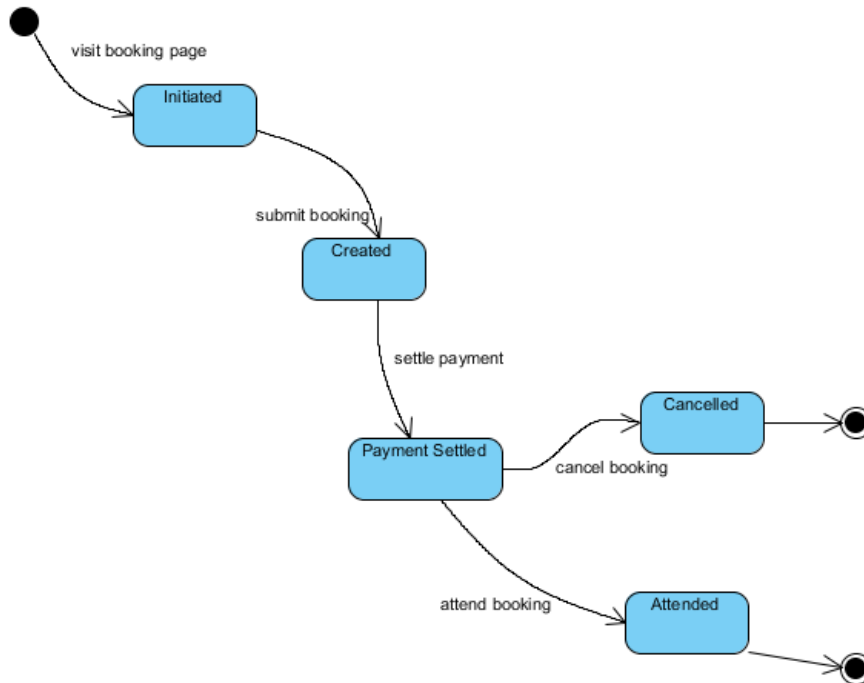 visit booking page
Initiated
submit booking
Created
settle payment
Cancelled
Payment Settled
cancel booking
attend booking
Attended